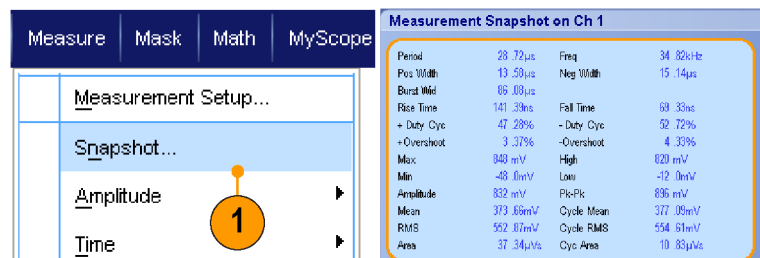 Measure Mask Math MyScope
Measurement Setup...
Snapshot...
Amplitude
Time
1
Measurement Snapshot on Ch 1
Period 28 .72µs Freq 34 .82kHz
Pos Width 13 .58µs Neg Width 15 .14µs
Burst Wid 86 .08µs
Rise Time 141 .39ns Fall Time 69 .33ns
+ Duty Cyc 47 .28% - Duty Cyc 52 .72%
+Overshoot 3 .37% -Overshoot 4 .33%
Max 848 mV High 820 mV
Min -48 .0mV Low -12 .0mV
Amplitude 832 mV Pk-Pk 896 mV
Mean 373 .66mV Cycle Mean 377 .09mV
RMS 552 .87mV Cycle RMS 554 .61mV
Area 37 .34µVs Cyc Area 10 .83µVs